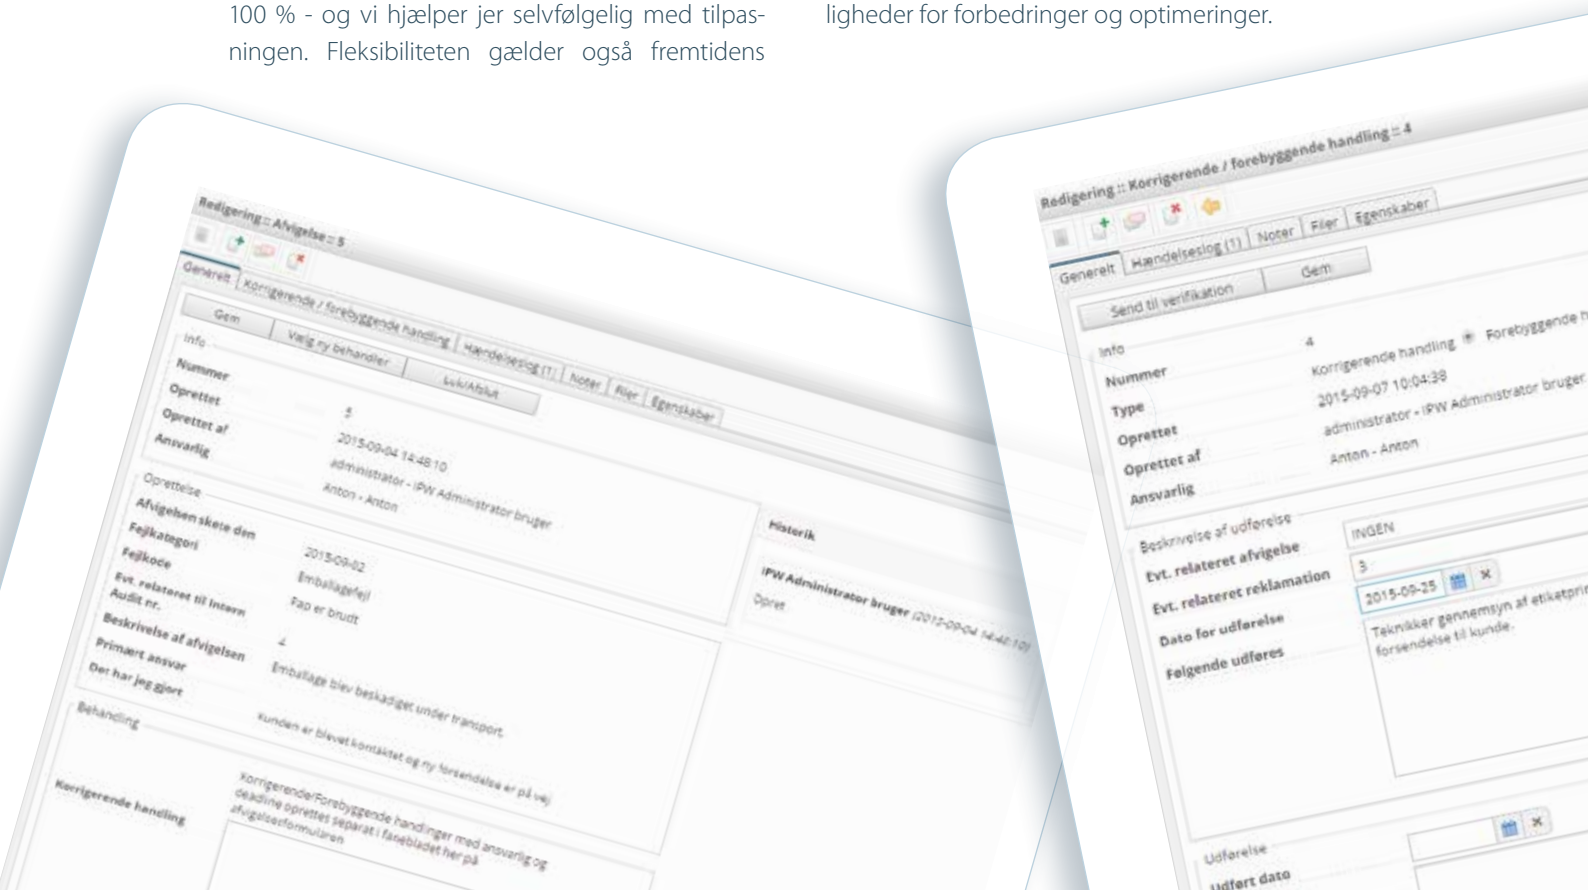 100 % - og vi hjælper jer selvfølgelig med tilpas-
ningen. Fleksibiliteten gælder også fremtidens
ligheder for forbedringer og optimeringer.
Redigering :: Afvigelse :: 5
Generelt Korrigerende / forebyggende handling Hændelseslog (1) Noter Filer Egenskaber
Gem Vælg ny behandler Luk/Afslut
Info
Nummer 5
Oprettet 2015-09-04 14:48:10
Oprettet af administrator - IPW Administrator bruger
Ansvarlig Anton - Anton
Oprettelse
Afvigelsen skete den 2015-09-02
Fejlkategori Emballagefejl
Fejlkode Pap er brudt
Evt. relateret til Intern
Audit nr.
Beskrivelse af afvigelsen Emballage blev beskadiget under transport.
Primært ansvar
Der har jeg gjort kunden er blevet kontaktet og ny forsendelse er på vej
Behandling
Korrigerende handling
Korrigerende/Forebyggende handlinger med ansvarlig og
deadline oprettes separat i fanebladet her på
afvigelsesformularen
Historik
IPW Administrator bruger (2015-09-04 14:48:10)
Opret
Redigering :: Korrigerende / forebyggende handling :: 4
Generelt Hændelseslog (1) Noter Filer Egenskaber
Send til verifikation Gem
Info
Nummer 4
Type Korrigerende handling Forebyggende h
Oprettet 2015-09-07 10:04:38
Oprettet af administrator - IPW Administrator bruger
Ansvarlig Anton - Anton
Beskrivelse af udførelse
Evt. relateret afvigelse INGEN
Evt. relateret reklamation 3
Dato for udførelse 2015-09-25
Følgende udføres Teknikker gennemsyn af etiketprin
forsendelse til kunde.
Udførelse
Udført dato